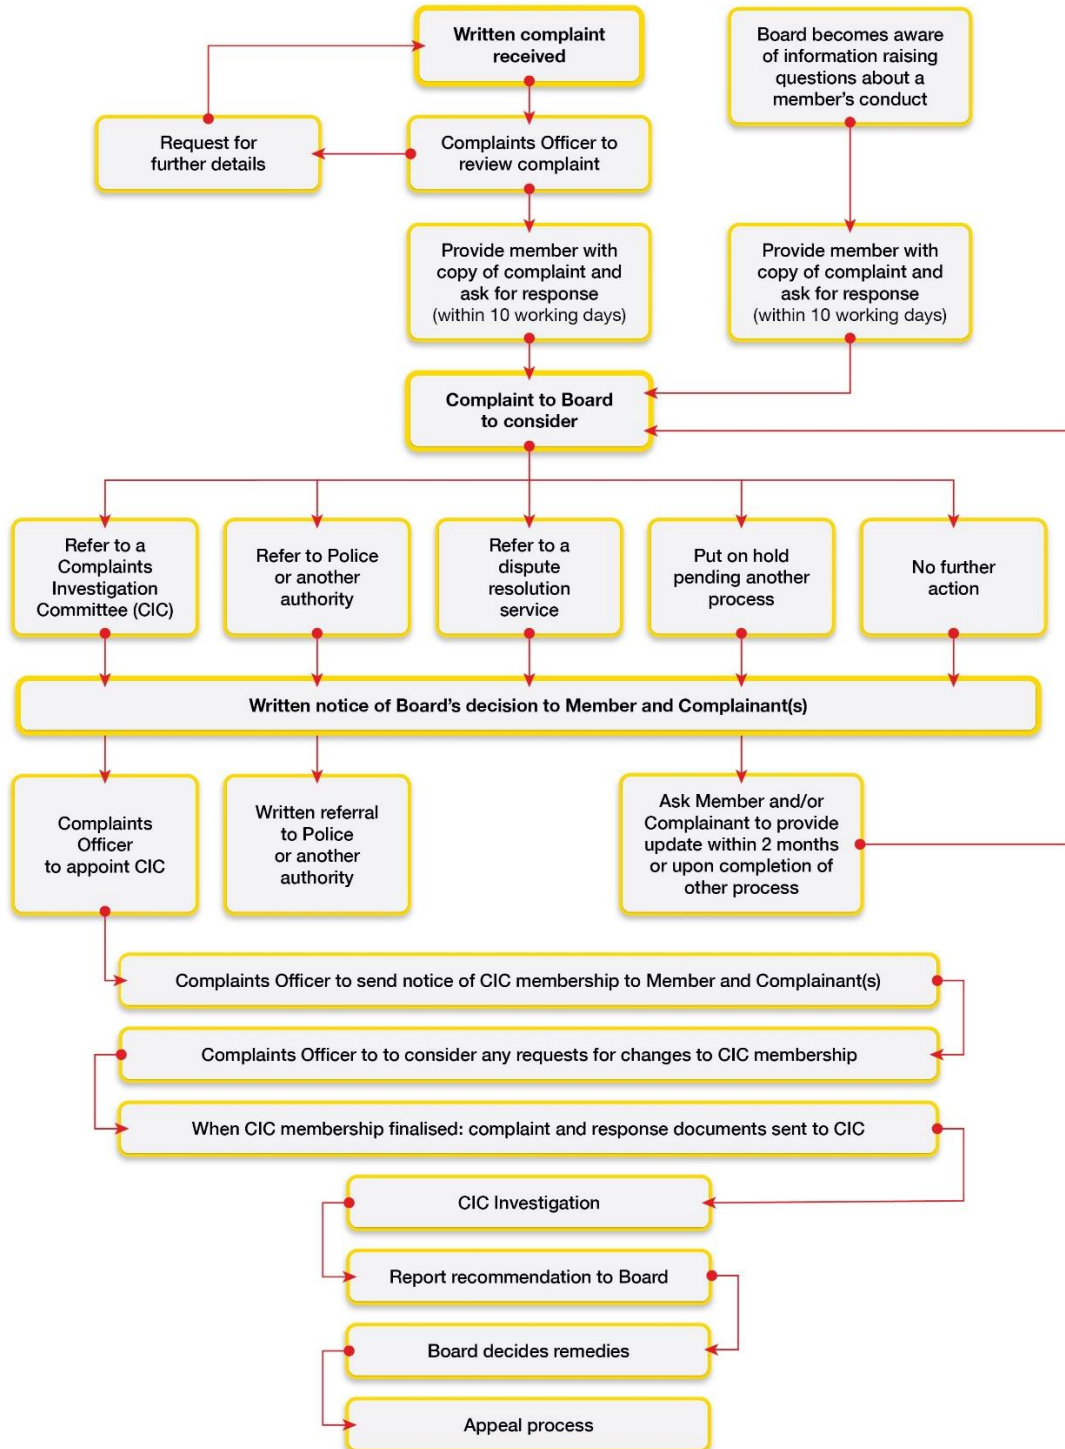 Written complaint
received
Board becomes aware
of information raising
questions about a
member's conduct
Request for
further details
Complaints Officer to
review complaint
Provide member with
copy of complaint and
ask for response
(within 10 working days)
Provide member with
copy of complaint and
ask for response
(within 10 working days)
Complaint to Board
to consider
Refer to a
Complaints
Investigation
Committee (CIC)
Refer to Police
or another
authority
Refer to a
dispute
resolution
service
Put on hold
pending another
process
No further
action
Written notice of Board's decision to Member and Complainant(s)
Complaints
Officer
to appoint CIC
Written referral
to Police
or another
authority
Ask Member and/or
Complainant to provide
update within 2 months
or upon completion of
other process
Complaints Officer to send notice of CIC membership to Member and Complainant(s)
Complaints Officer to to consider any requests for changes to CIC membership
When CIC membership finalised: complaint and response documents sent to CIC
CIC Investigation
Report recommendation to Board
Board decides remedies
Appeal process